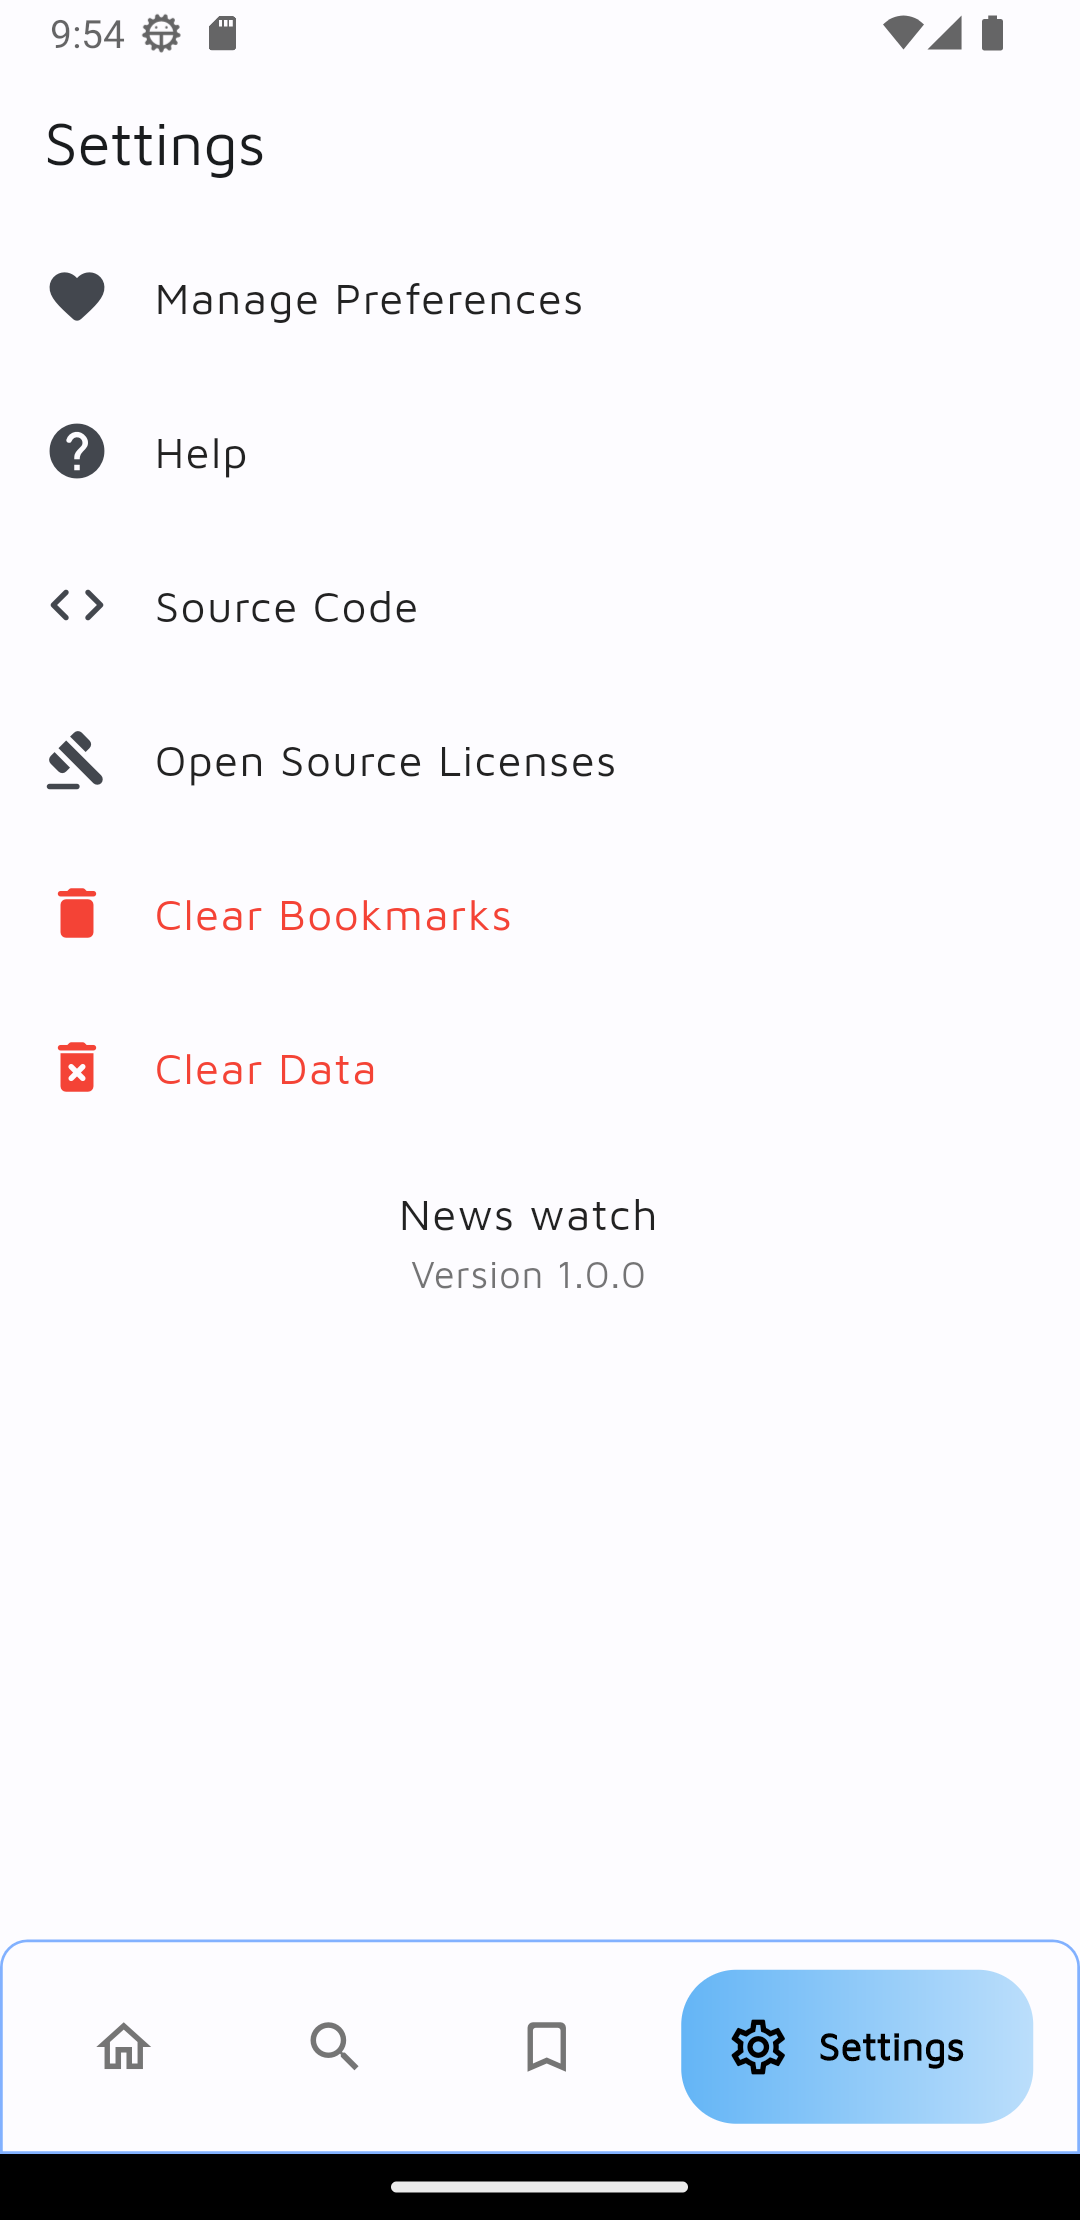 9:54
Settings
Manage Preferences
Help
Source Code
Open Source Licenses
Clear Bookmarks
Clear Data
News watch
Version 1.0.0
Settings